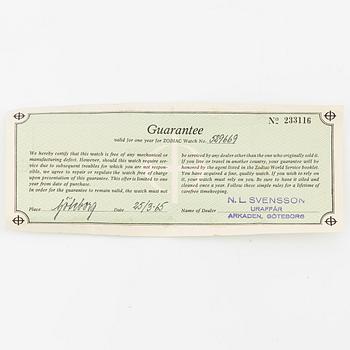 No 233116
Guarantee
valid for one year for ZODIAC Watch No. 589669
We hereby certify this watch is free of any mechanical or
manufacturing defect. However, should this watch require serv-
ice due to subsequent troubles for which you are not respon-
sible, we agree to repair or regulate the watch free of charge
upon presentation of this guarantee. This offer is limited to one
year from date of purchase.
In order for the guarantee to remain valid, the watch must not
be serviced by any dealer other than the one who originally sold it.
If you live or travel in another country, your guarantee will be
honored by the agent listed in the Zodiac World Service booklet.
You have acquired a fine, quality watch. If you wish to rely on
it, your watch must rely on you. Be sure to have it oiled and
cleaned once a year. Follow these simple rules for a lifetime of
carefree timekeeping.
Place Göteborg Date 25/3-65
Name of Dealer
N. L SVENSSON
URAFFÄR
ARKADEN, GÖTEBORG